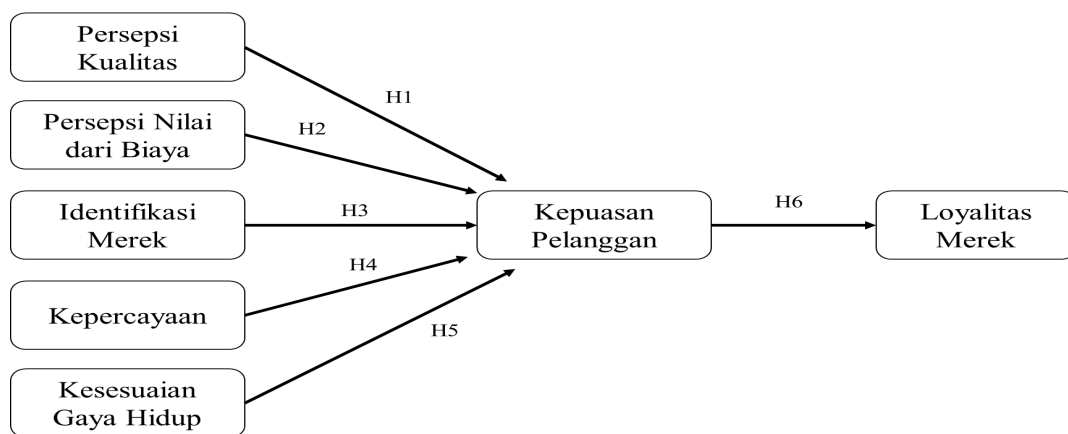 Persepsi
Kualitas
H1
Persepsi Nilai
dari Biaya
H2
Identifikasi
Merek
H3
Kepuasan
Pelanggan
H6
Loyalitas
Merek
Kepercayaan
H4
Kesesuaian
Gaya Hidup
H5